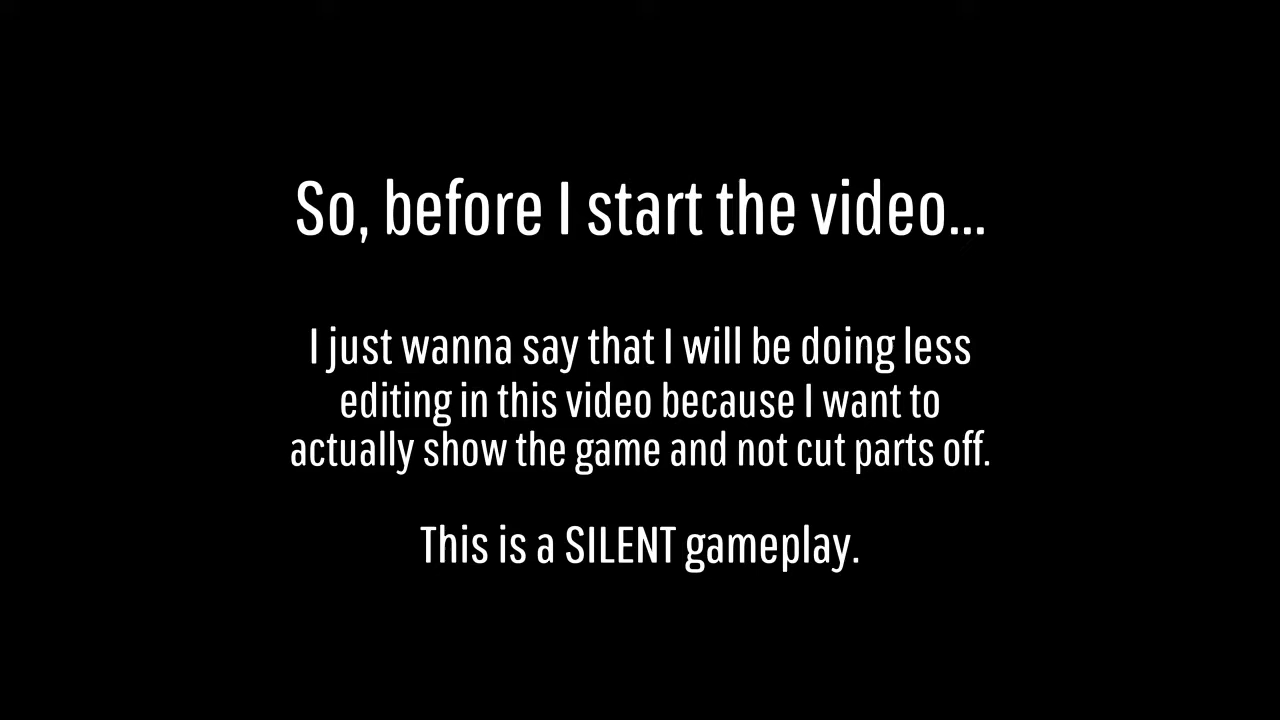 So, before I start the video...
I just wanna say that I will be doing less
editing in this video because I want to
actually show the game and not cut parts off.
This is a SILENT gameplay.